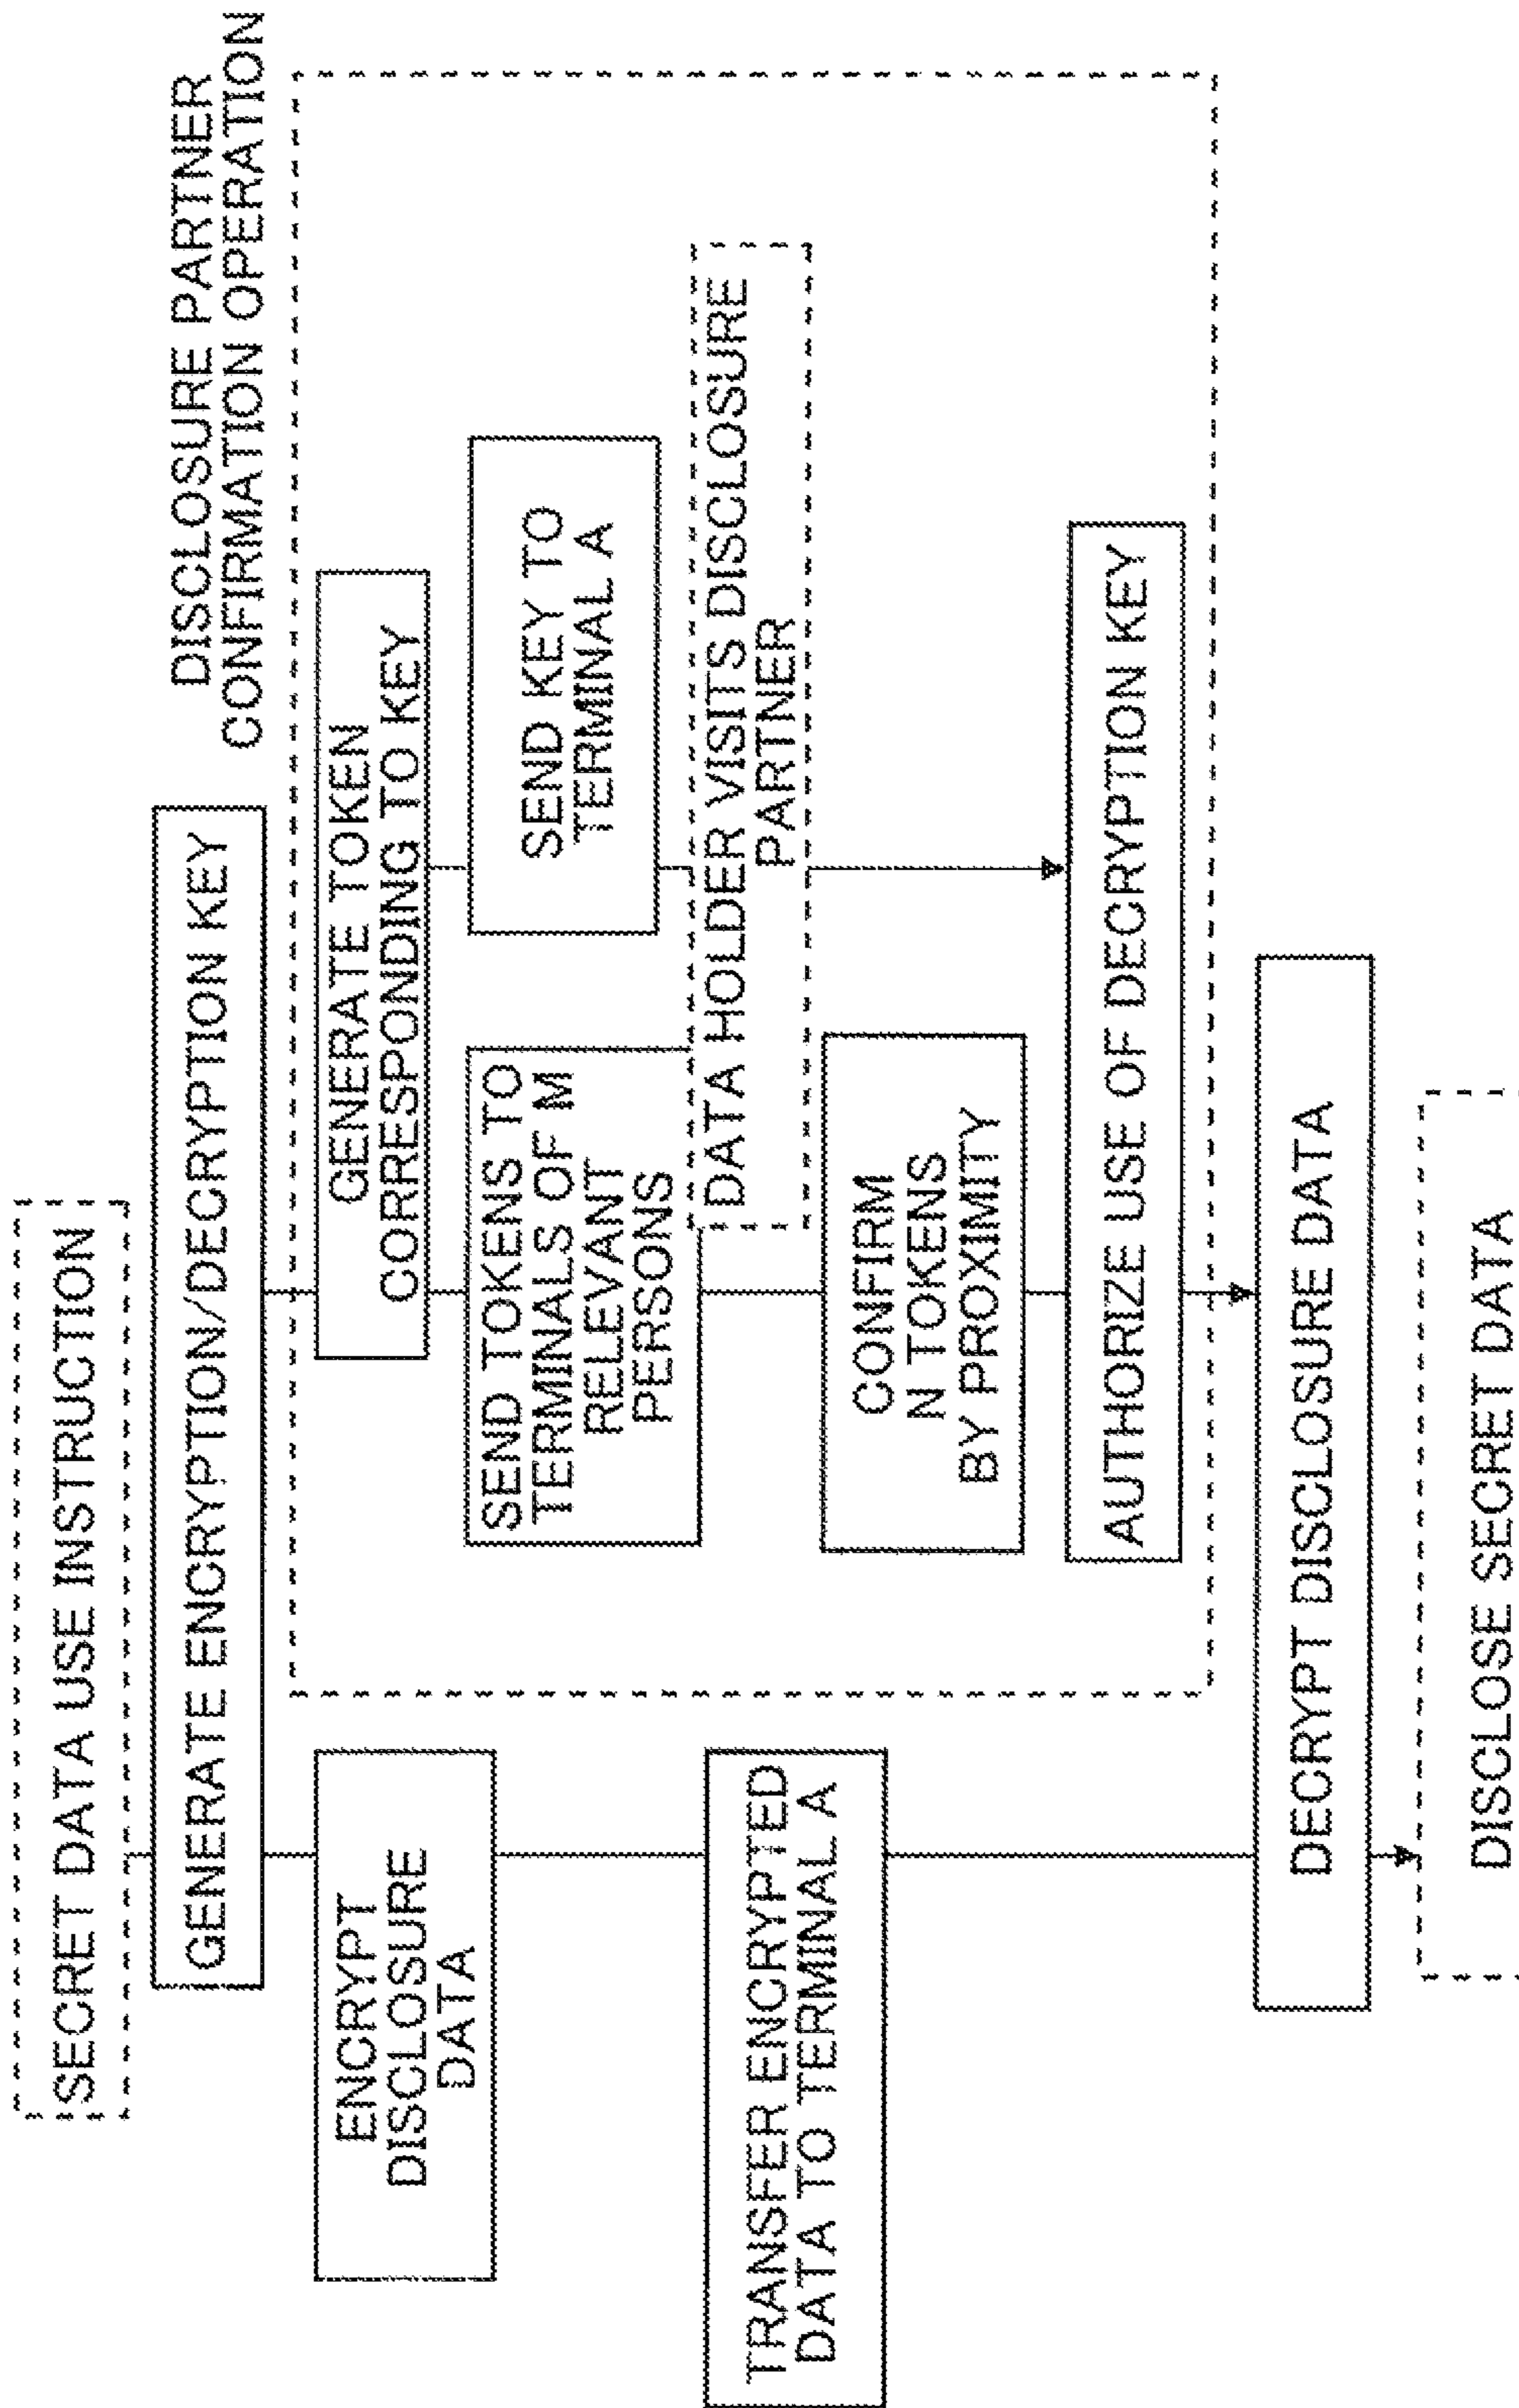 SECRET DATA USE INSTRUCTION
GENERATE ENCRYPTION/DECRYPTION KEY
DISCLOSURE PARTNER
CONFIRMATION OPERATION
ENCRYPT
DISCLOSURE
DATA
GENERATE TOKEN
CORRESPONDING TO KEY
SEND TOKENS TO
TERMINALS OF M
RELEVANT
PERSONS
SEND KEY TO
TERMINAL A
TRANSFER ENCRYPTED
DATA TO TERMINAL A
DATA HOLDER VISITS DISCLOSURE
PARTNER
CONFIRM
N TOKENS
BY PROXIMITY
AUTHORIZE USE OF DECRYPTION KEY
DECRYPT DISCLOSURE DATA
DISCLOSE SECRET DATA